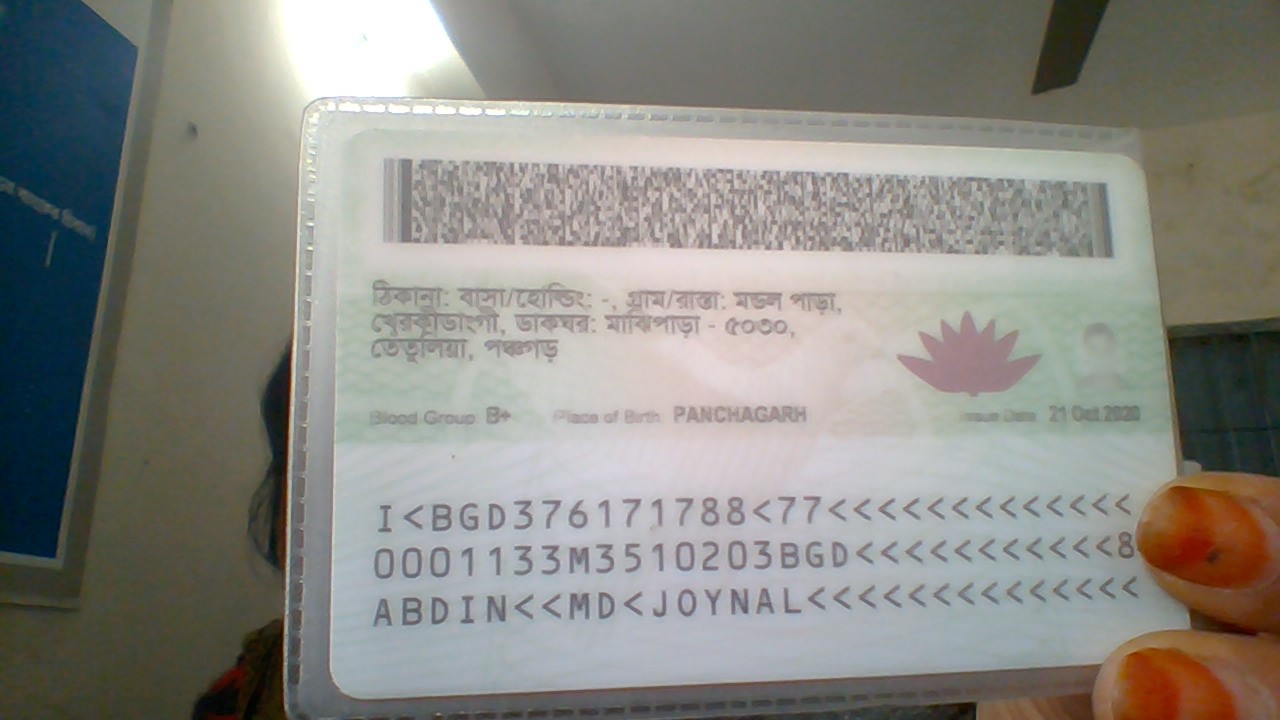 ঠিকানা: বাসা/হোল্ডিং: -, গ্রাম/রাস্তা: মন্ডল পাড়া,
খেরকীডাংগী, ডাকঘর: মাঝিপাড়া - ৫০৩০,
তেতুলিয়া, পঞ্চগড়
Blood Group B+ Place of Birth PANCHAGARH Issue Date 21 Oct 2020
I<BGD376171788<77<<<<<<<<<<<<<
0001133M3510203BGD<<<<<<<<<<<8
ABDIN<<MD<JOYNAL<<<<<<<<<<<<<<